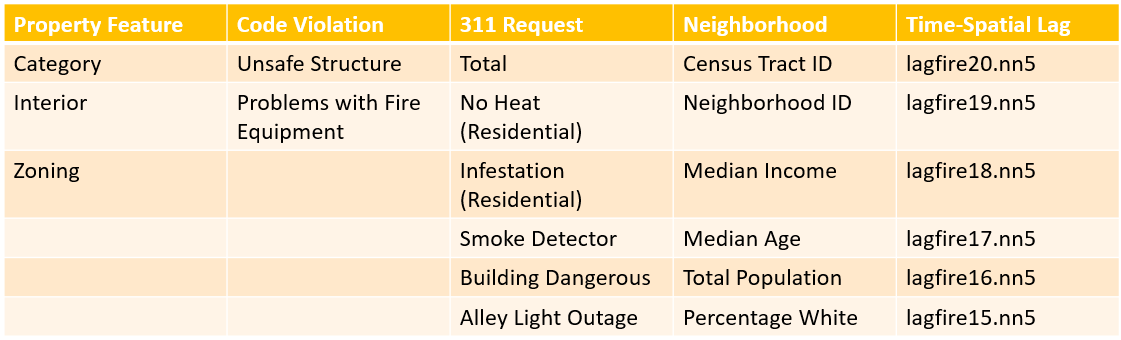 Property Feature Code Violation 311 Request Neighborhood Time-Spatial Lag
Category Unsafe Structure Total Census Tract ID lagfire20.nn5
Interior Problems with Fire No Heat Neighborhood ID lagfire19.nn5
Equipment (Residential)
Zoning Infestation Median Income lagfire18.nn5
(Residential)
Smoke Detector Median Age lagfire17.nn5
Building Dangerous Total Population lagfire16.nn5
Alley Light Outage Percentage White lagfire15.nn5